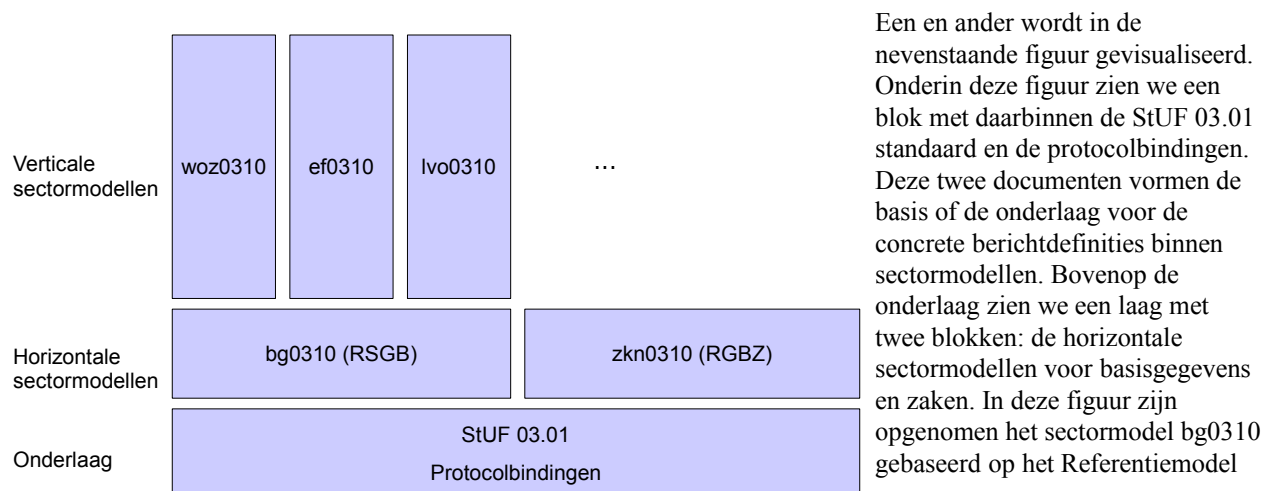 Verticale
sectormodellen
woz0310
ef0310
lvo0310
...
Horizontale
sectormodellen
bg0310 (RSGB)
zkn0310 (RGBZ)
Onderlaag
StUF 03.01
Protocolbindingen
Een en ander wordt in de
nevenstaande figuur gevisualiseerd.
Onderin deze figuur zien we een
blok met daarbinnen de StUF 03.01
standaard en de protocolbindingen.
Deze twee documenten vormen de
basis of de onderlaag voor de
concrete berichtdefinities binnen
sectormodellen. Bovenop de
onderlaag zien we een laag met
twee blokken: de horizontale
sectormodellen voor basisgegevens
en zaken. In deze figuur zijn
opgenomen het sectormodel bg0310
gebaseerd op het Referentiemodel